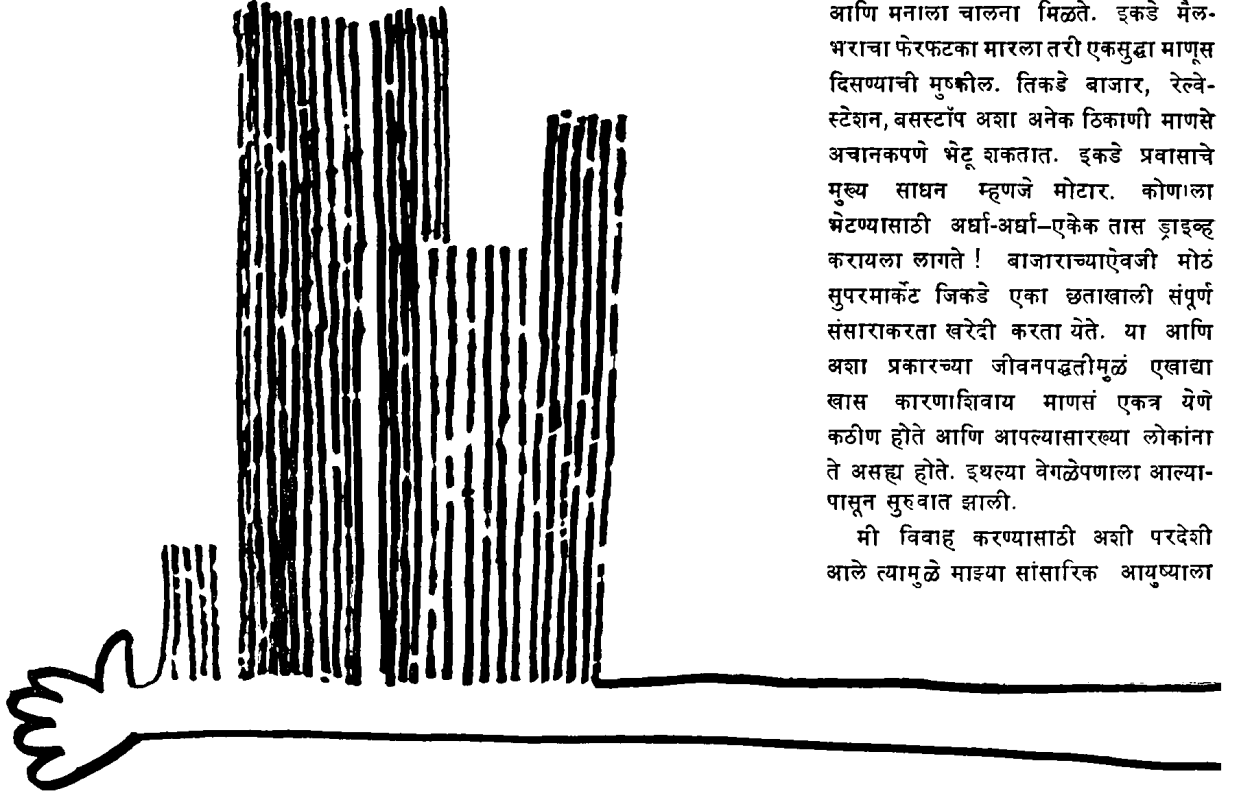 आणि मनाला चालना मिळते. इकडे मैल-
भराचा फेरफटका मारला तरी एकसुद्धा माणूस
दिसण्याची मुष्कील. तिकडे बाजार, रेल्वे-
स्टेशन, बसस्टॉप अशा अनेक ठिकाणी माणसे
अचानकपणे भेटू शकतात. इकडे प्रवासाचे
मुख्य साधन म्हणजे मोटार. कोणाला
भेटण्यासाठी अर्धा-अर्धा–एकेक तास ड्राइव्ह
करायला लागते ! बाजाराच्याऐवजी मोठं
सुपरमार्केट जिकडे एका छताखाली संपूर्ण
संसाराकरता खरेदी करता येते. या आणि
अशा प्रकारच्या जीवनपद्धतीमुळं एखाद्या
खास कारणाशिवाय माणसं एकत्र येणे
कठीण होते आणि आपल्यासारख्या लोकांना
ते असह्य होते. इथल्या वेगळेपणाला आल्या-
पासून सुरुवात झाली.
मी विवाह करण्यासाठी अशी परदेशी
आले त्यामुळे माझ्या सांसारिक आयुष्याला